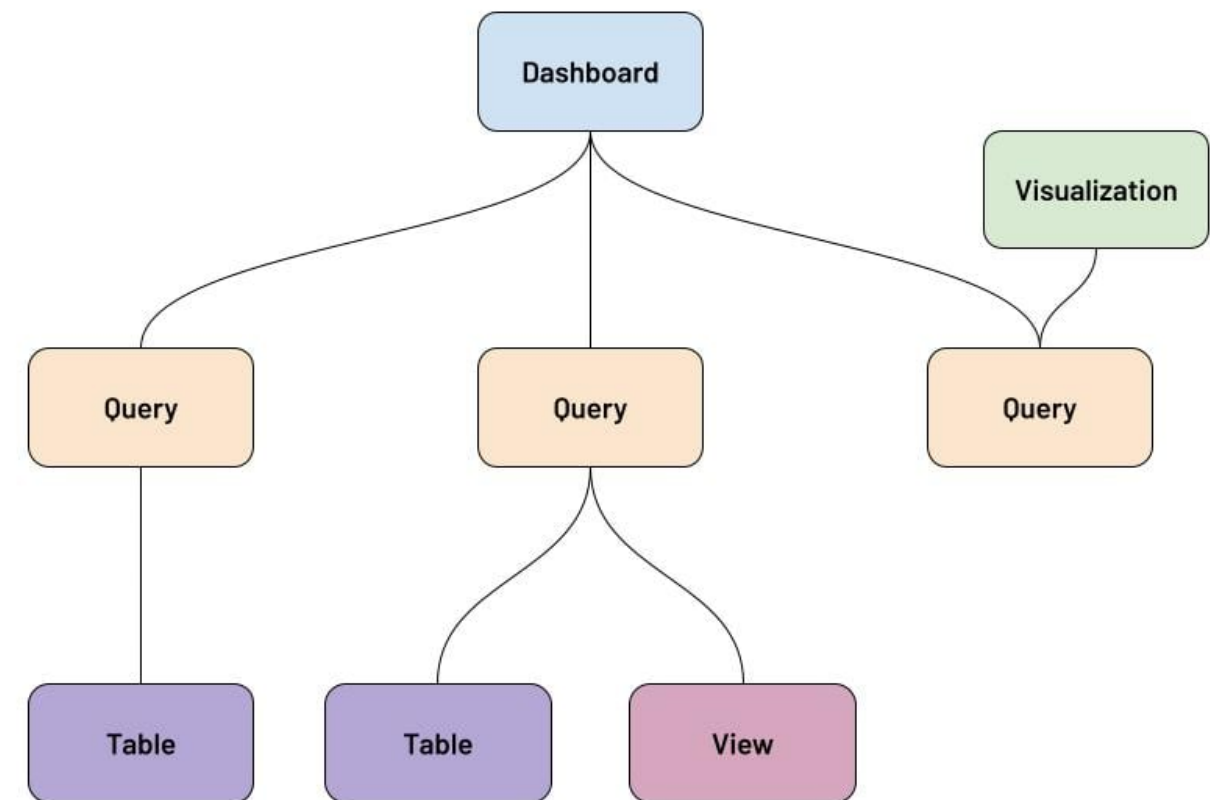 Dashboard
Visualization
Query
Query
Query
Table
Table
View